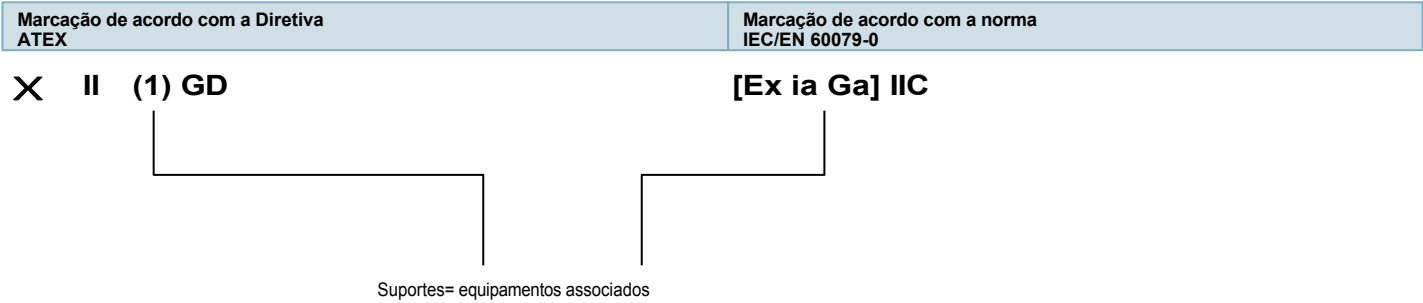 Marcação de acordo com a Diretiva
ATEX
Marcação de acordo com a norma
IEC/EN 60079-0
X II (1) GD
[Ex ia Ga] IIC
Suportes= equipamentos associados